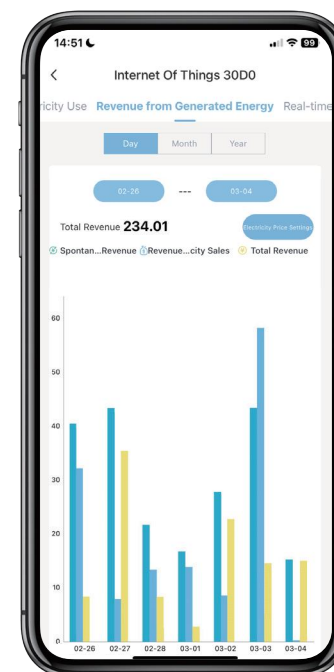 14:51 99
Internet Of Things 30D0
ricity Use Revenue from Generated Energy Real-time
Day Month Year
02-26 --- 03-04
Total Revenue 234.01 Electricity Price Settings
Spontan...Revenue Revenue...city Sales Total Revenue
60
50
40
30
20
10
0
02-26 02-27 02-28 03-01 03-02 03-03 03-04